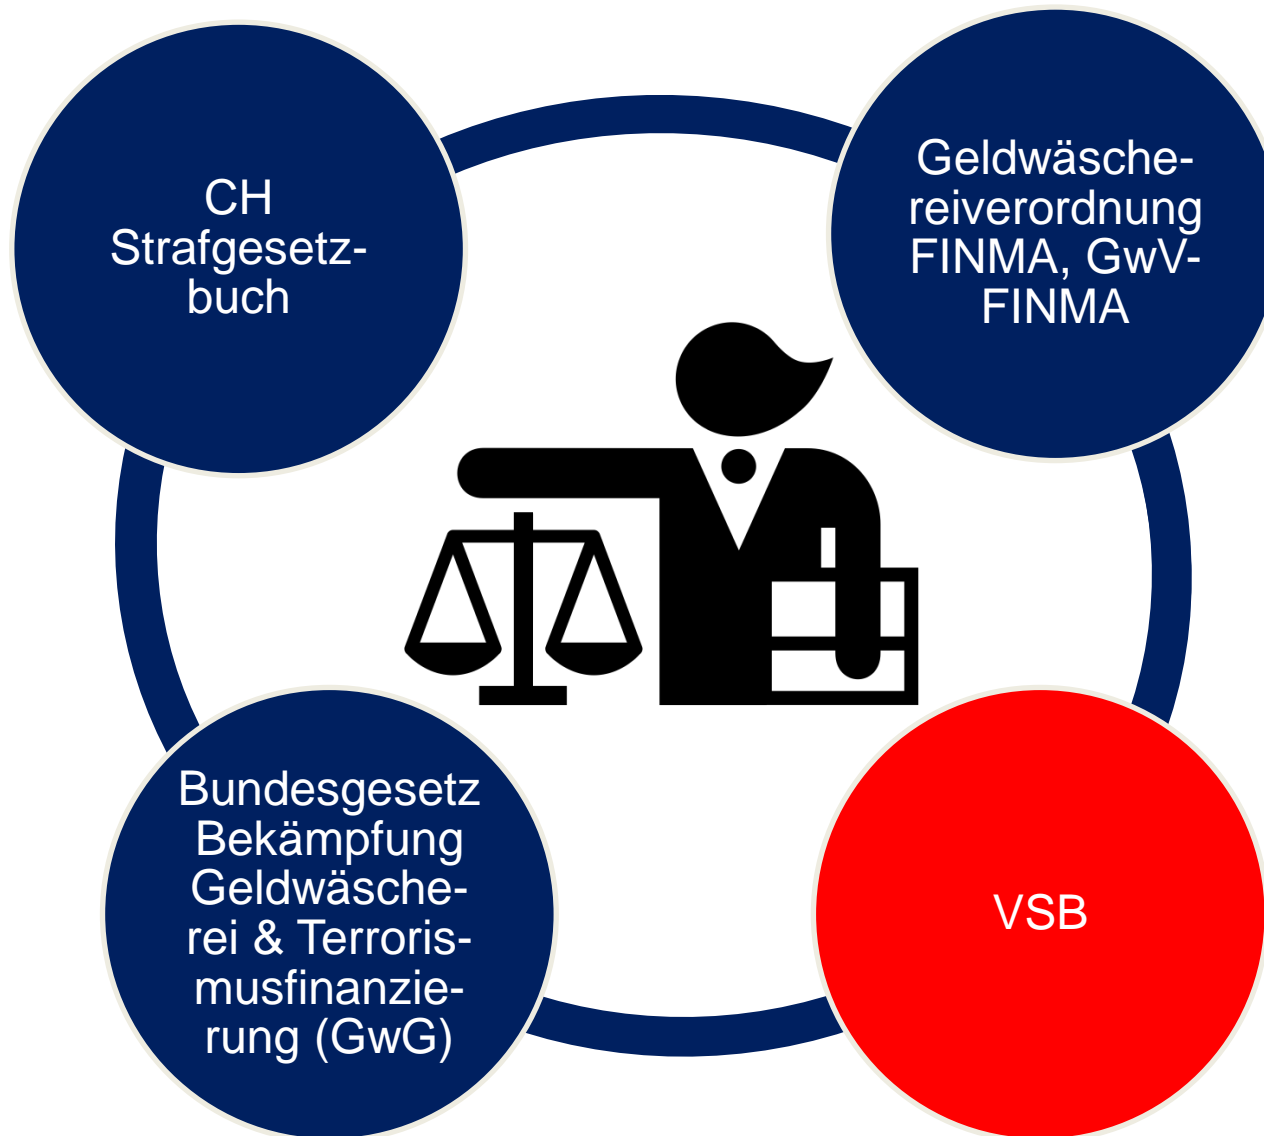 CH
Strafgesetz-
buch
Geldwäsche-
reiverordnung
FINMA, GwV-
FINMA
Bundesgesetz
Bekämpfung
Geldwäsche-
rei & Terroris-
musfinanzie-
rung (GwG)
VSB